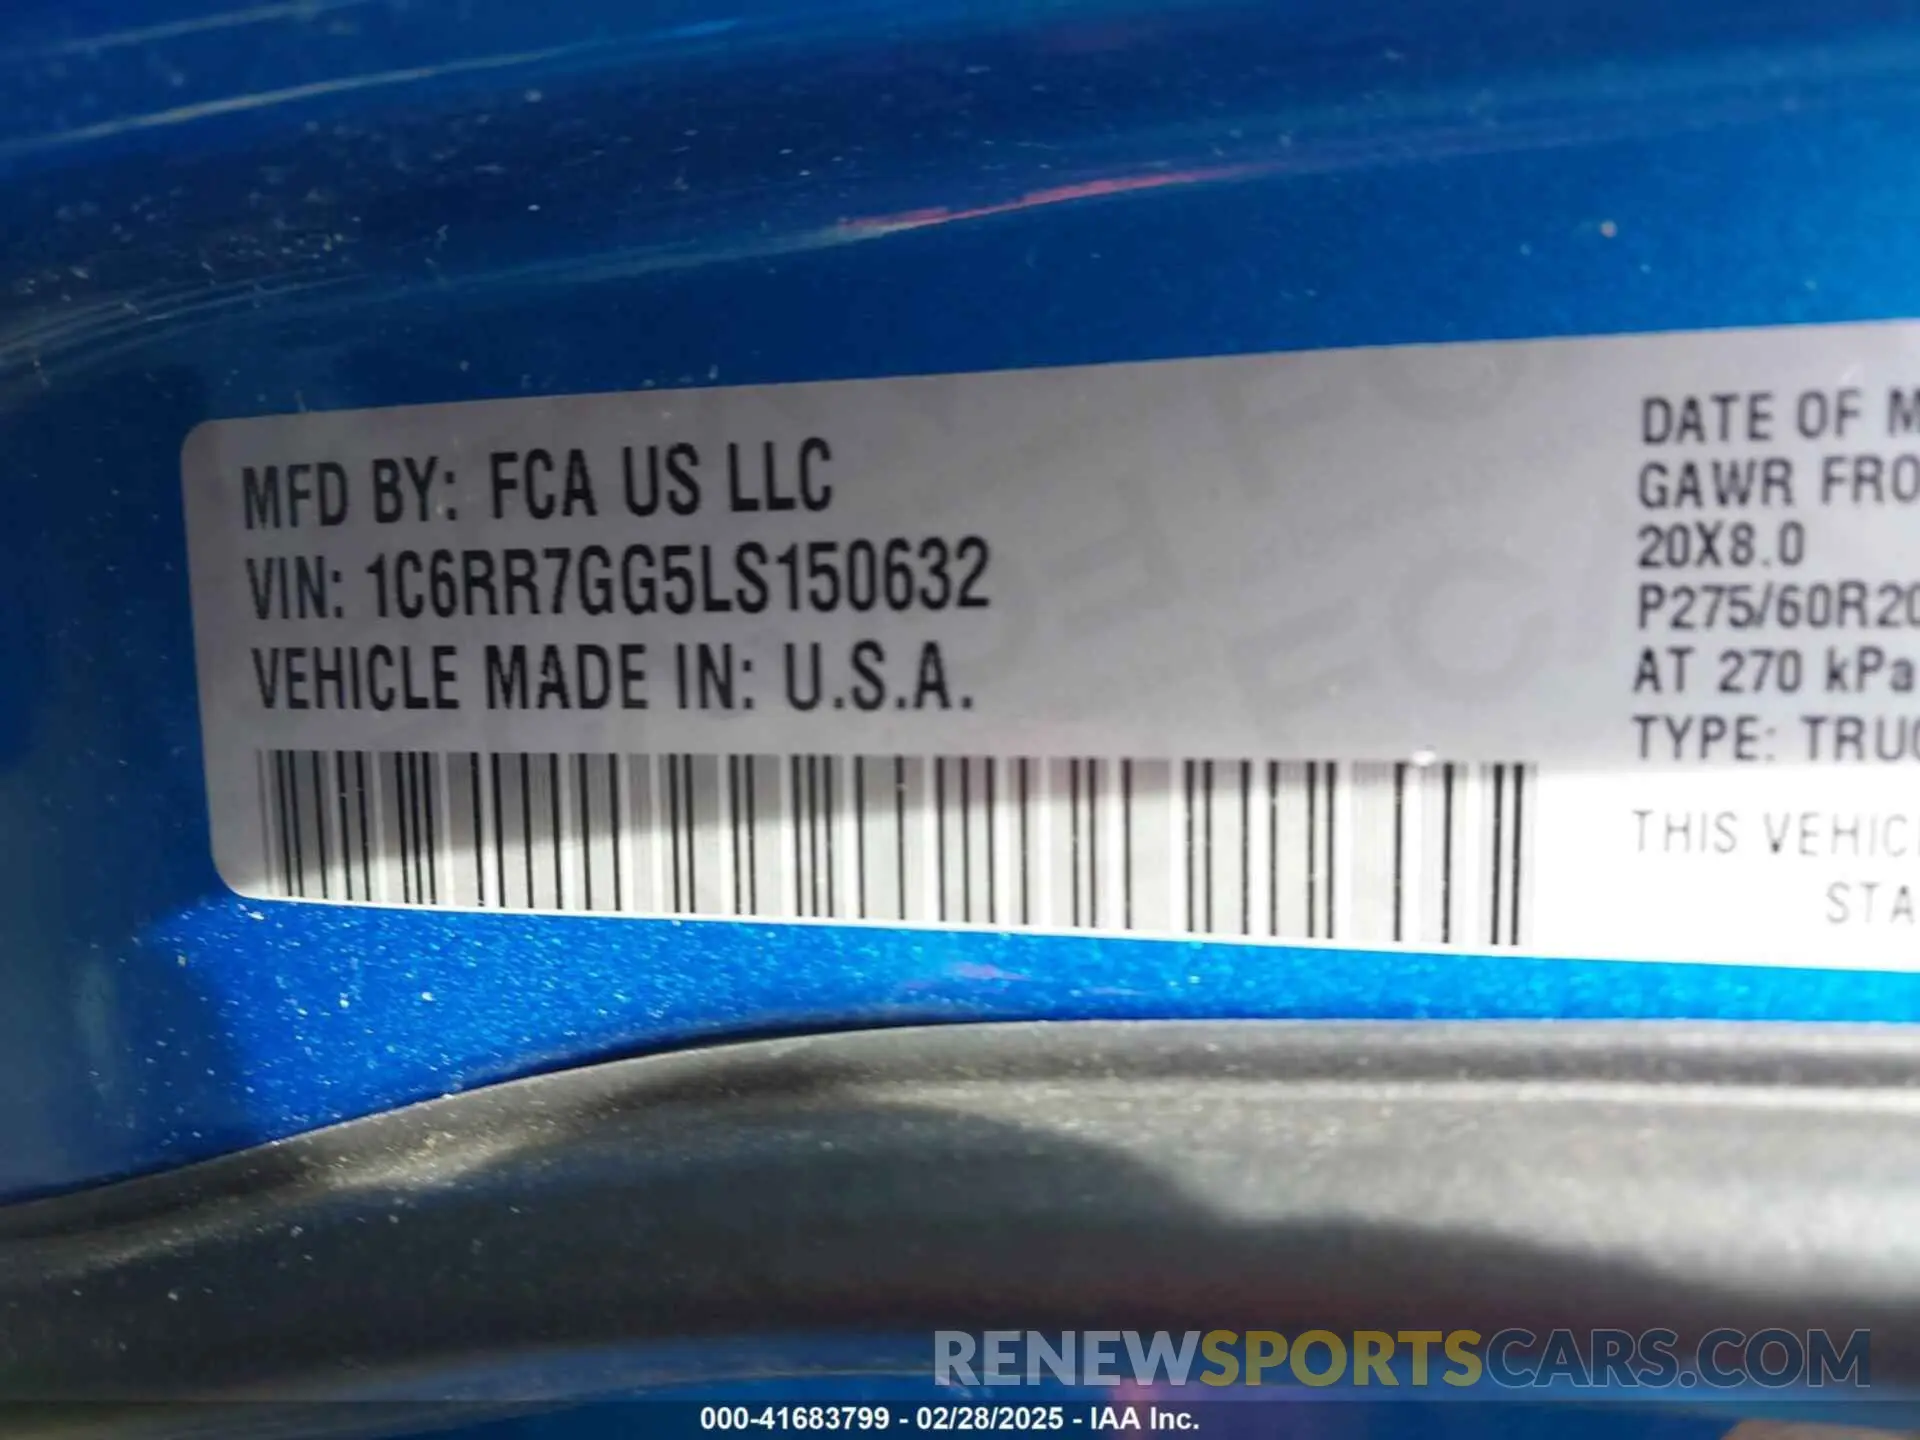 MFD BY: FCA US LLC
VIN: 1C6RR7GG5LS150632
VEHICLE MADE IN: U.S.A.
DATE OF M
GAWR FRO
20X8.0
P275/60R20
AT 270 kPa
TYPE: TRUC
THIS VEHIC
STA
RENEWSPORTSCARS.COM
000-41683799 - 02/28/2025 - IAA Inc.